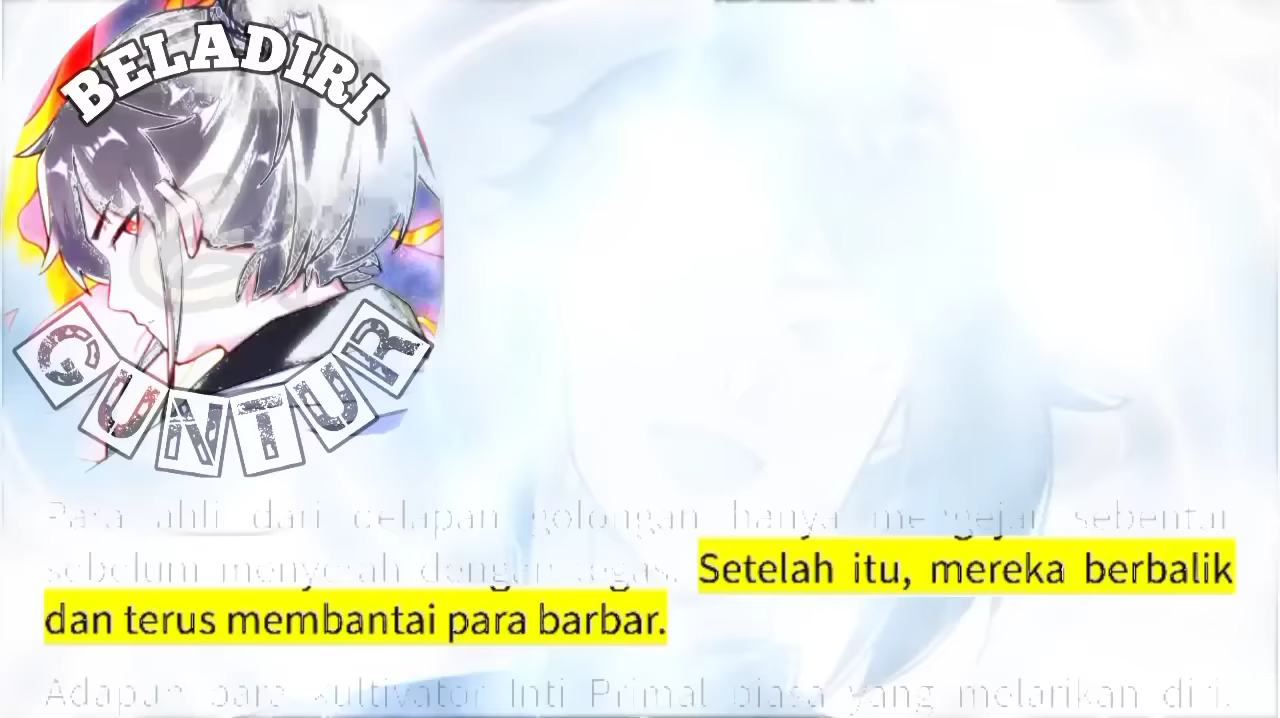 BELADIRI
GUNTUR
Para ahli dari delapan golongan hanya mengejar sebentar
sebelum menyerah dengan tegas. Setelah itu, mereka berbalik
dan terus membantai para barbar.
Adapun para kultivator Inti Primal biasa yang melarikan diri.